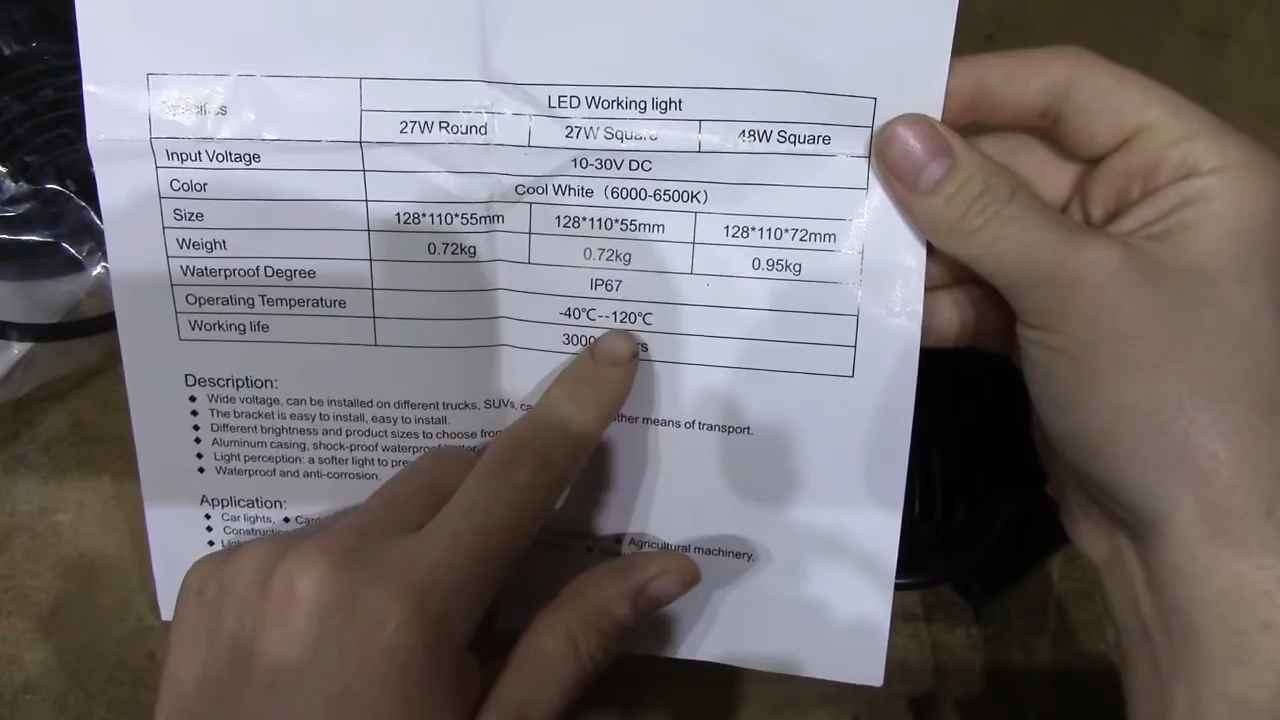 Specifies LED Working light
27W Round 27W Square 48W Square
Input Voltage 10-30V DC
Color Cool White（6000-6500K）
Size 128*110*55mm 128*110*55mm 128*110*72mm
Weight 0.72kg 0.72kg 0.95kg
Waterproof Degree IP67
Operating Temperature -40℃--120℃
Working life
Description:
◆ Wide voltage, can be installed on different trucks, SUVs, other means of transport.
◆ The bracket is easy to install, easy to install.
◆ Different brightness and product sizes to choose
◆ Aluminum casing, shock-proof waterproof
◆ Light perception: a softer light to
◆ Waterproof and anti-corrosion.
Application:
◆ Car lights, ◆
◆ ◆ Agricultural machinery,
◆